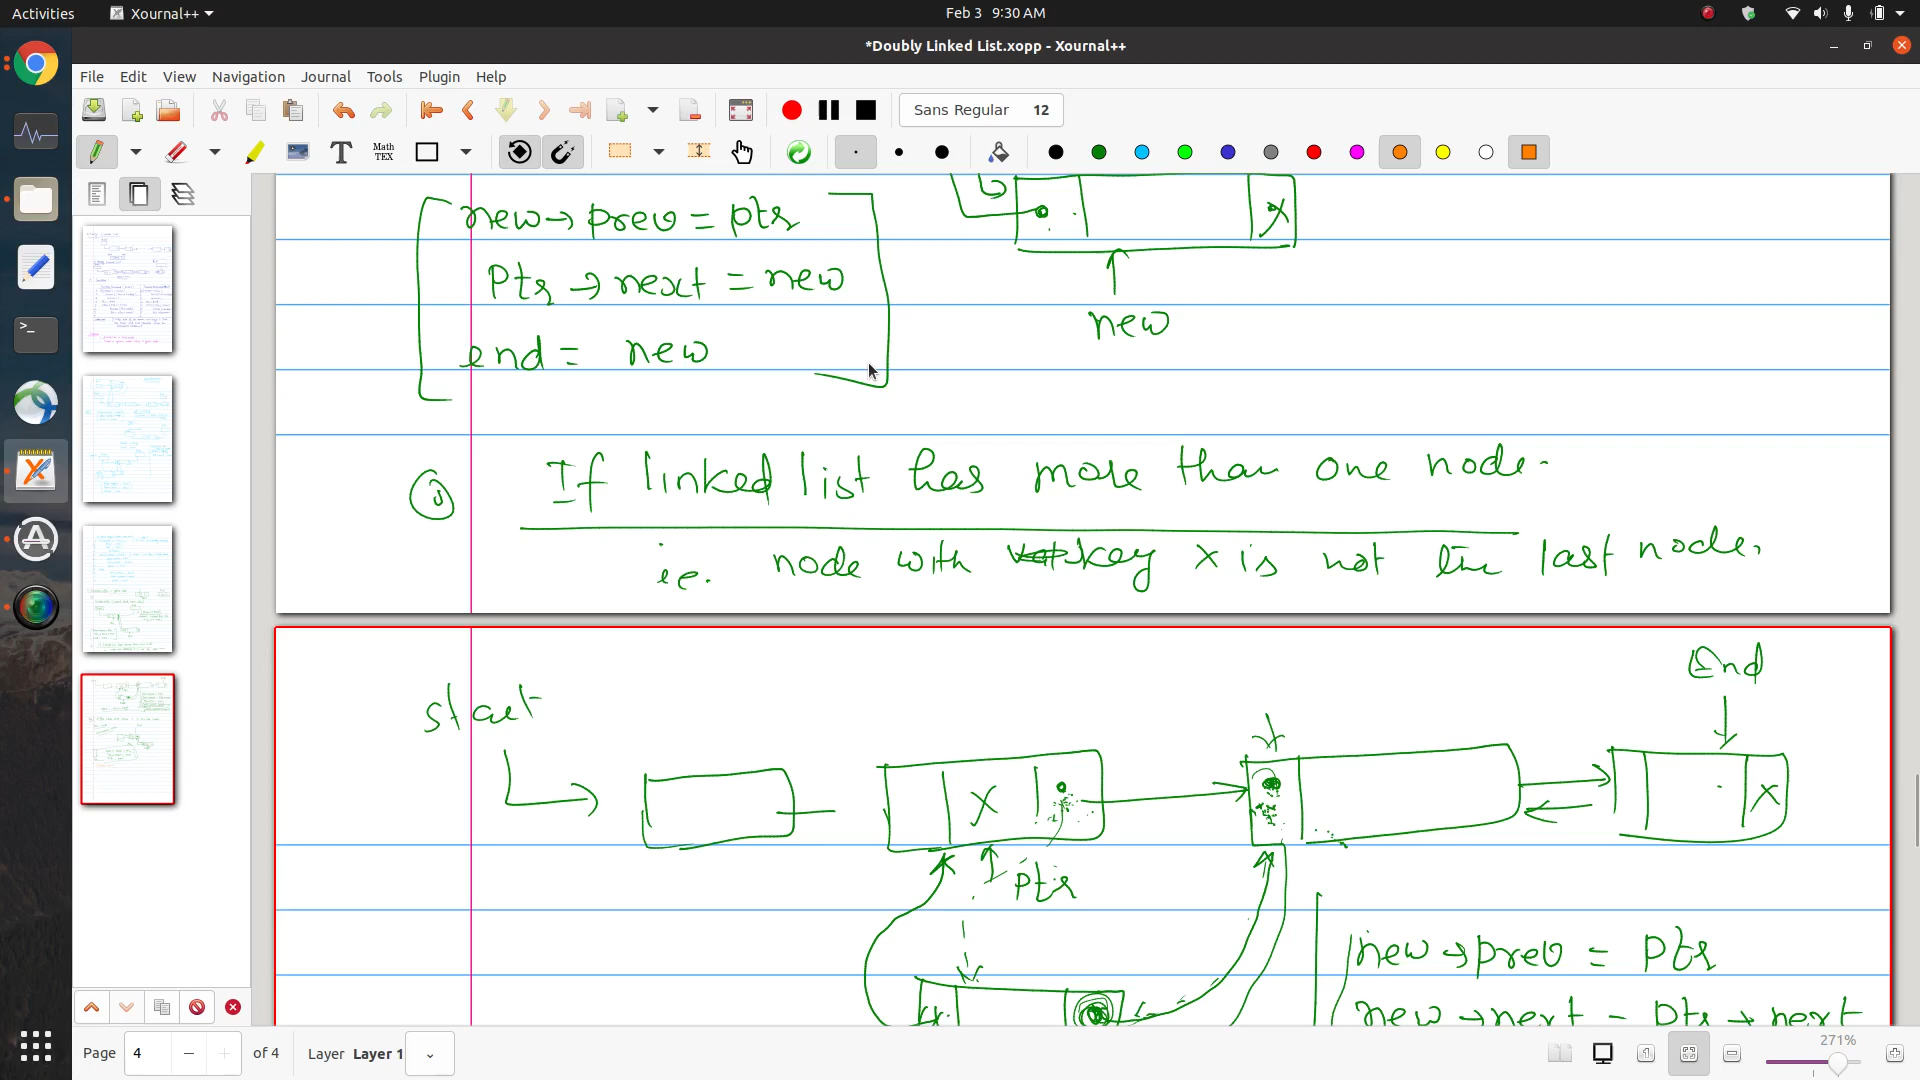 Activities Xournal++ Feb 3 9:30 AM
*Doubly Linked List.xopp - Xournal++
File Edit View Navigation Journal Tools Plugin Help
Sans Regular 12
T Math TEX
new→prev = ptr
Ptr → next = new
end = new
X
new
If linked list has more than one node.
ie. node with key X is not the last node.
start
End
X
X
ptr
new → prev = Ptr
new → next = Ptr → next
Page 4 of 4 Layer Layer 1 271%